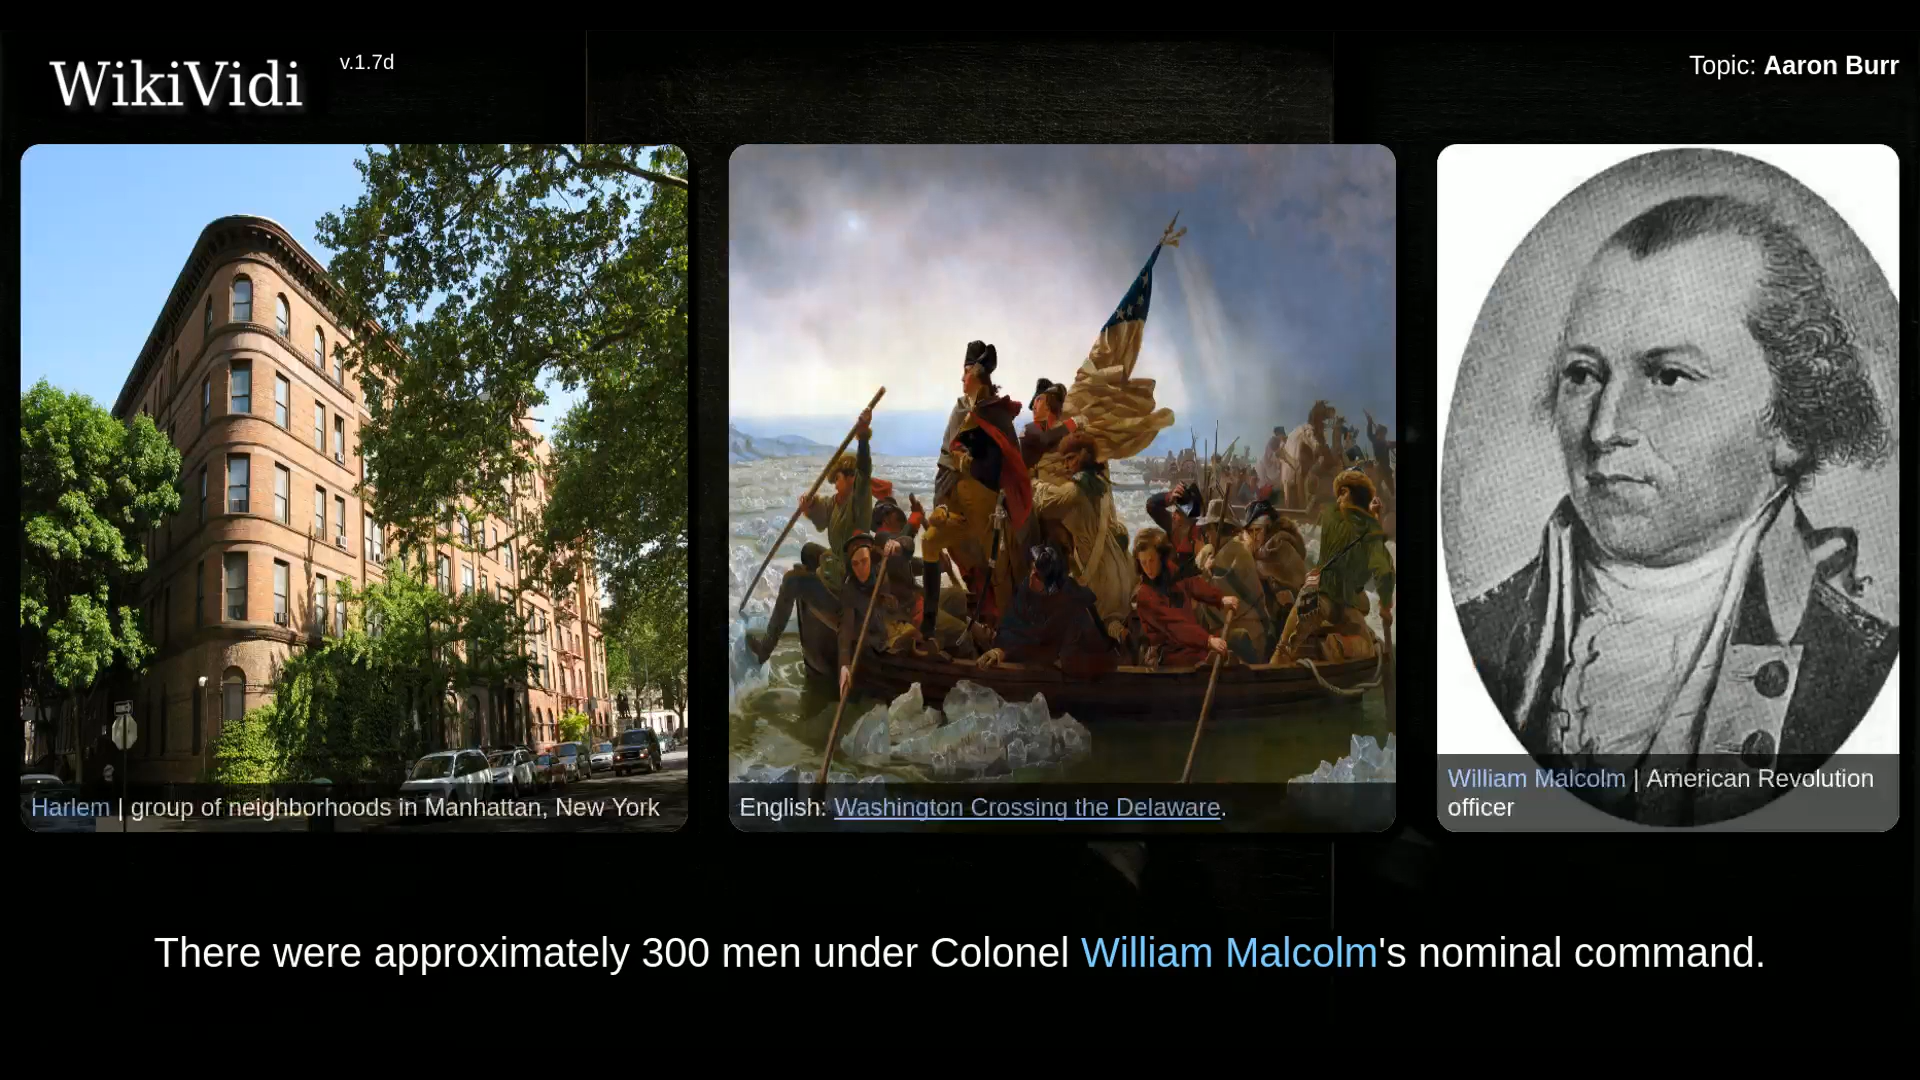 WikiVidi
v.1.7d
Topic: Aaron Burr
Harlem | group of neighborhoods in Manhattan, New York
English: Washington Crossing the Delaware.
William Malcolm | American Revolution
officer
There were approximately 300 men under Colonel William Malcolm's nominal command.